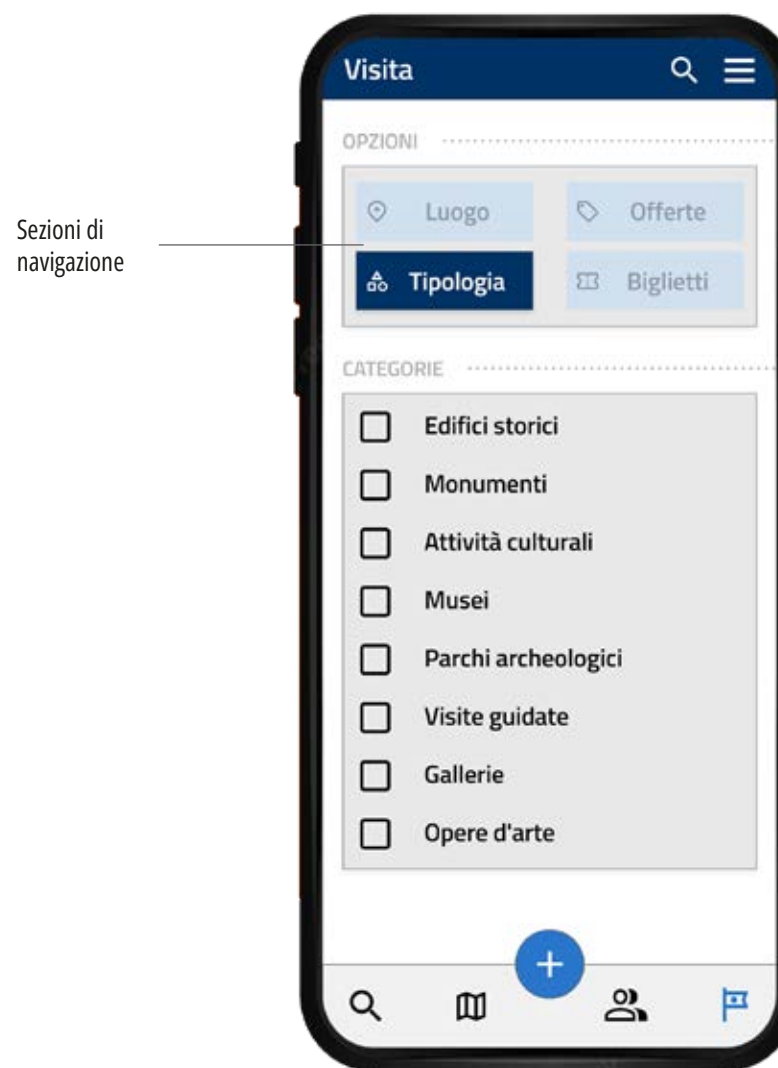 Visita
OPZIONI
Luogo
Offerte
Tipologia
Biglietti
Sezioni di
navigazione
CATEGORIE
Edifici storici
Monumenti
Attività culturali
Musei
Parchi archeologici
Visite guidate
Gallerie
Opere d'arte